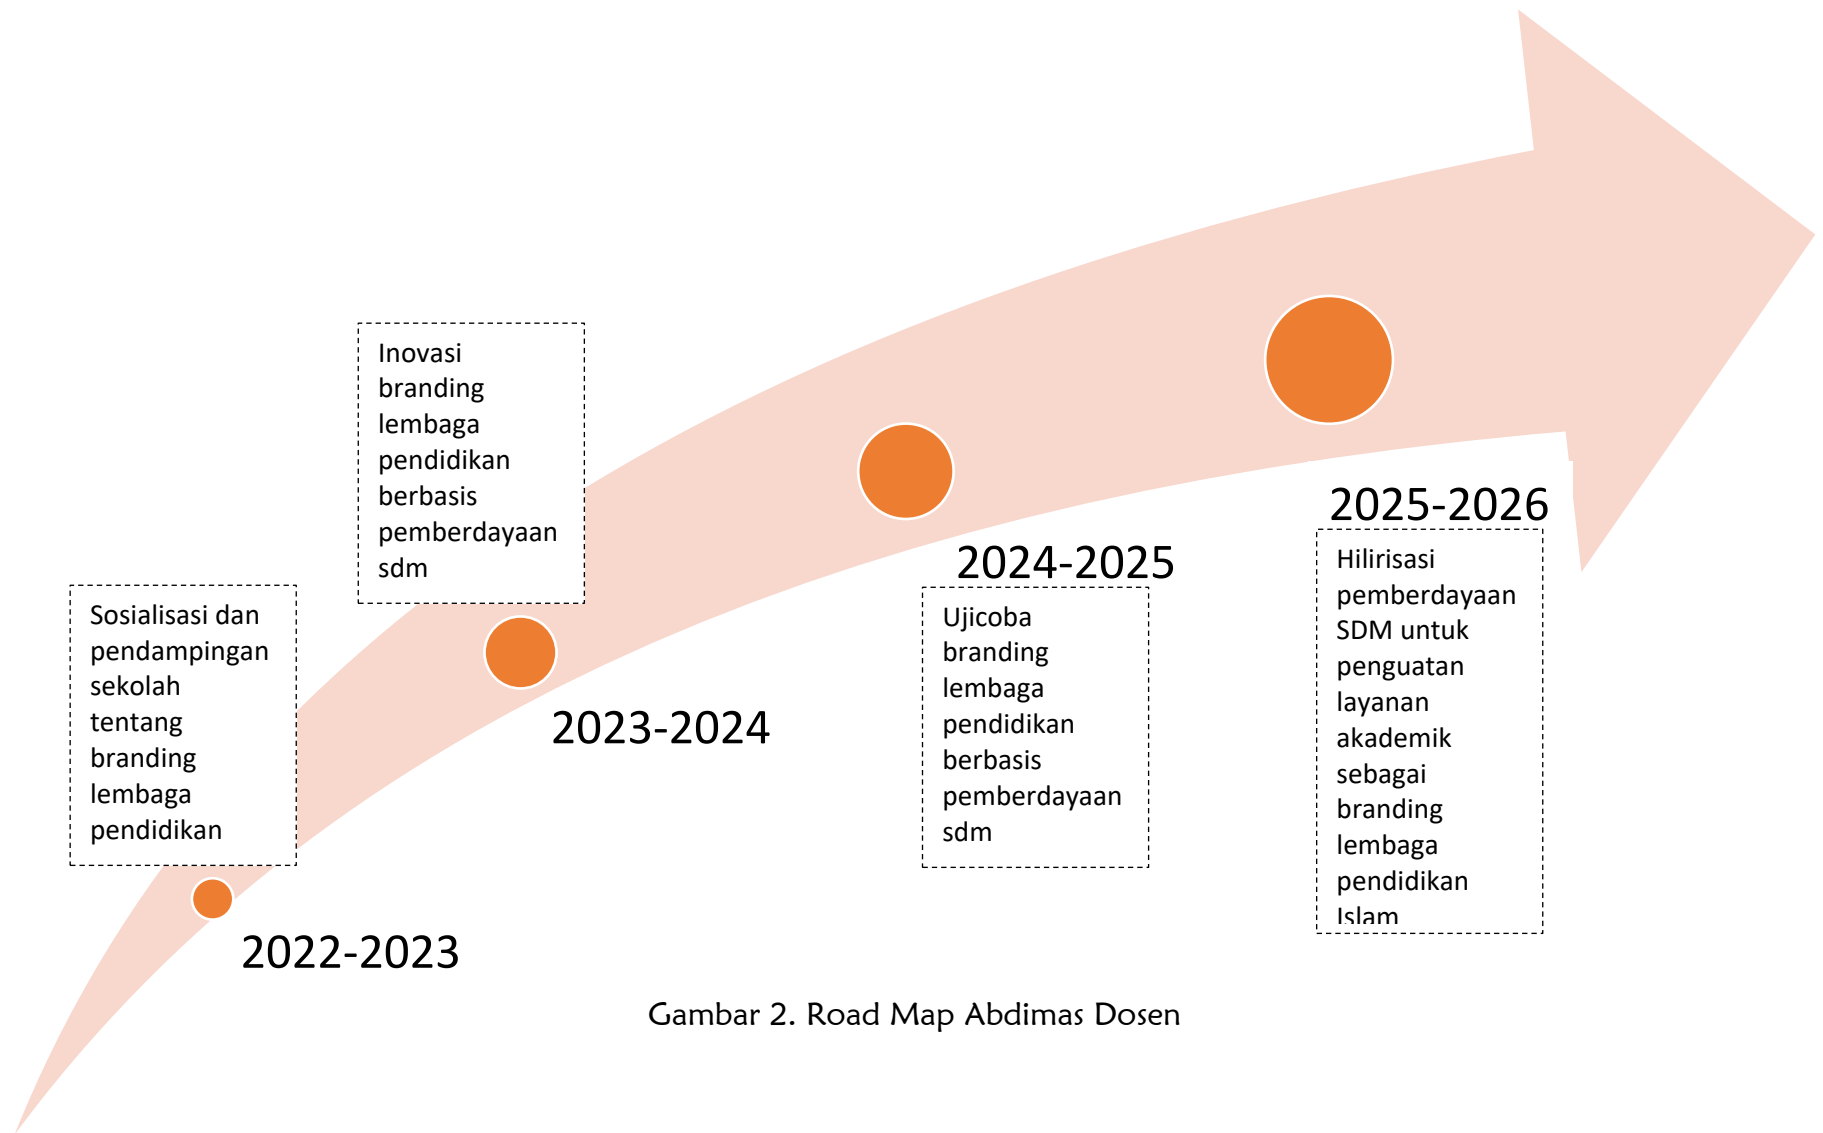 Sosialisasi dan
pendampingan
sekolah
tentang
branding
lembaga
pendidikan
2022-2023
Inovasi
branding
lembaga
pendidikan
berbasis
pemberdayaan
sdm
2023-2024
2024-2025
Ujicoba
branding
lembaga
pendidikan
berbasis
pemberdayaan
sdm
2025-2026
Hilirisasi
pemberdayaan
SDM untuk
penguatan
layanan
akademik
sebagai
branding
lembaga
pendidikan
Islam
Gambar 2. Road Map Abdimas Dosen